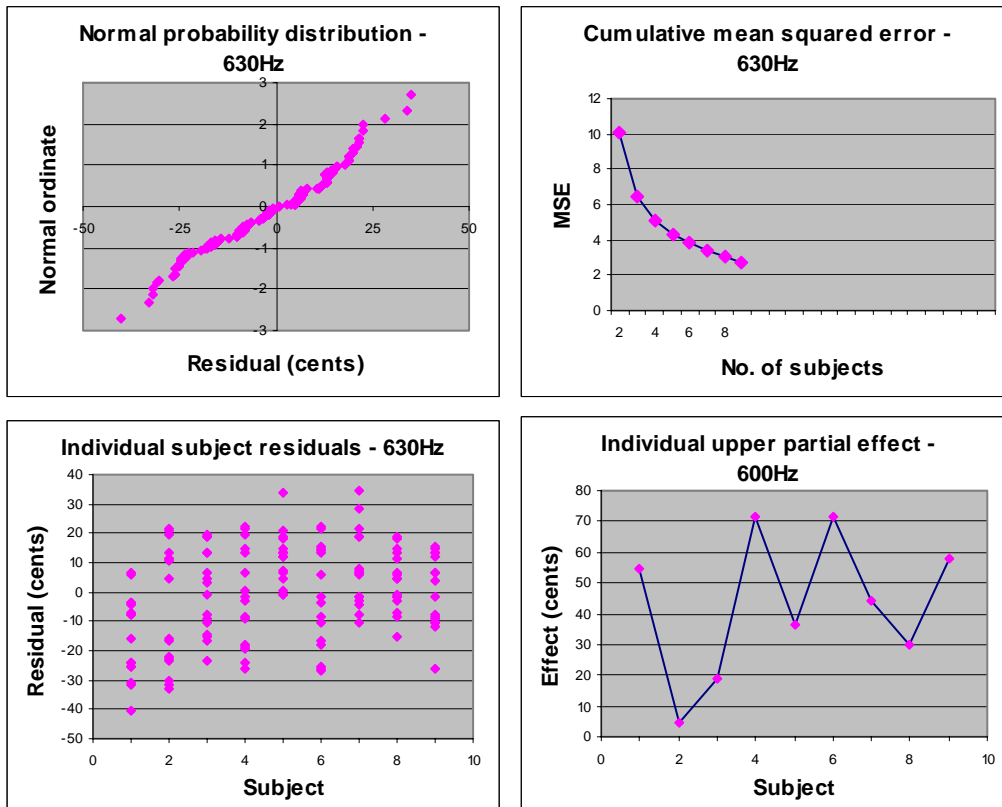 Normal probability distribution -
630Hz
3
2
1
0
-1
-2
-3
-50 -25 0 25 50
Normal ordinate
Residual (cents)
Cumulative mean squared error -
630Hz
12
10
8
6
4
2
0
2 4 6 8
MSE
No. of subjects
Individual subject residuals - 630Hz
40
30
20
10
0
-10
-20
-30
-40
-50
0 2 4 6 8 10
Residual (cents)
Subject
Individual upper partial effect -
600Hz
80
70
60
50
40
30
20
10
0
0 2 4 6 8 10
Effect (cents)
Subject